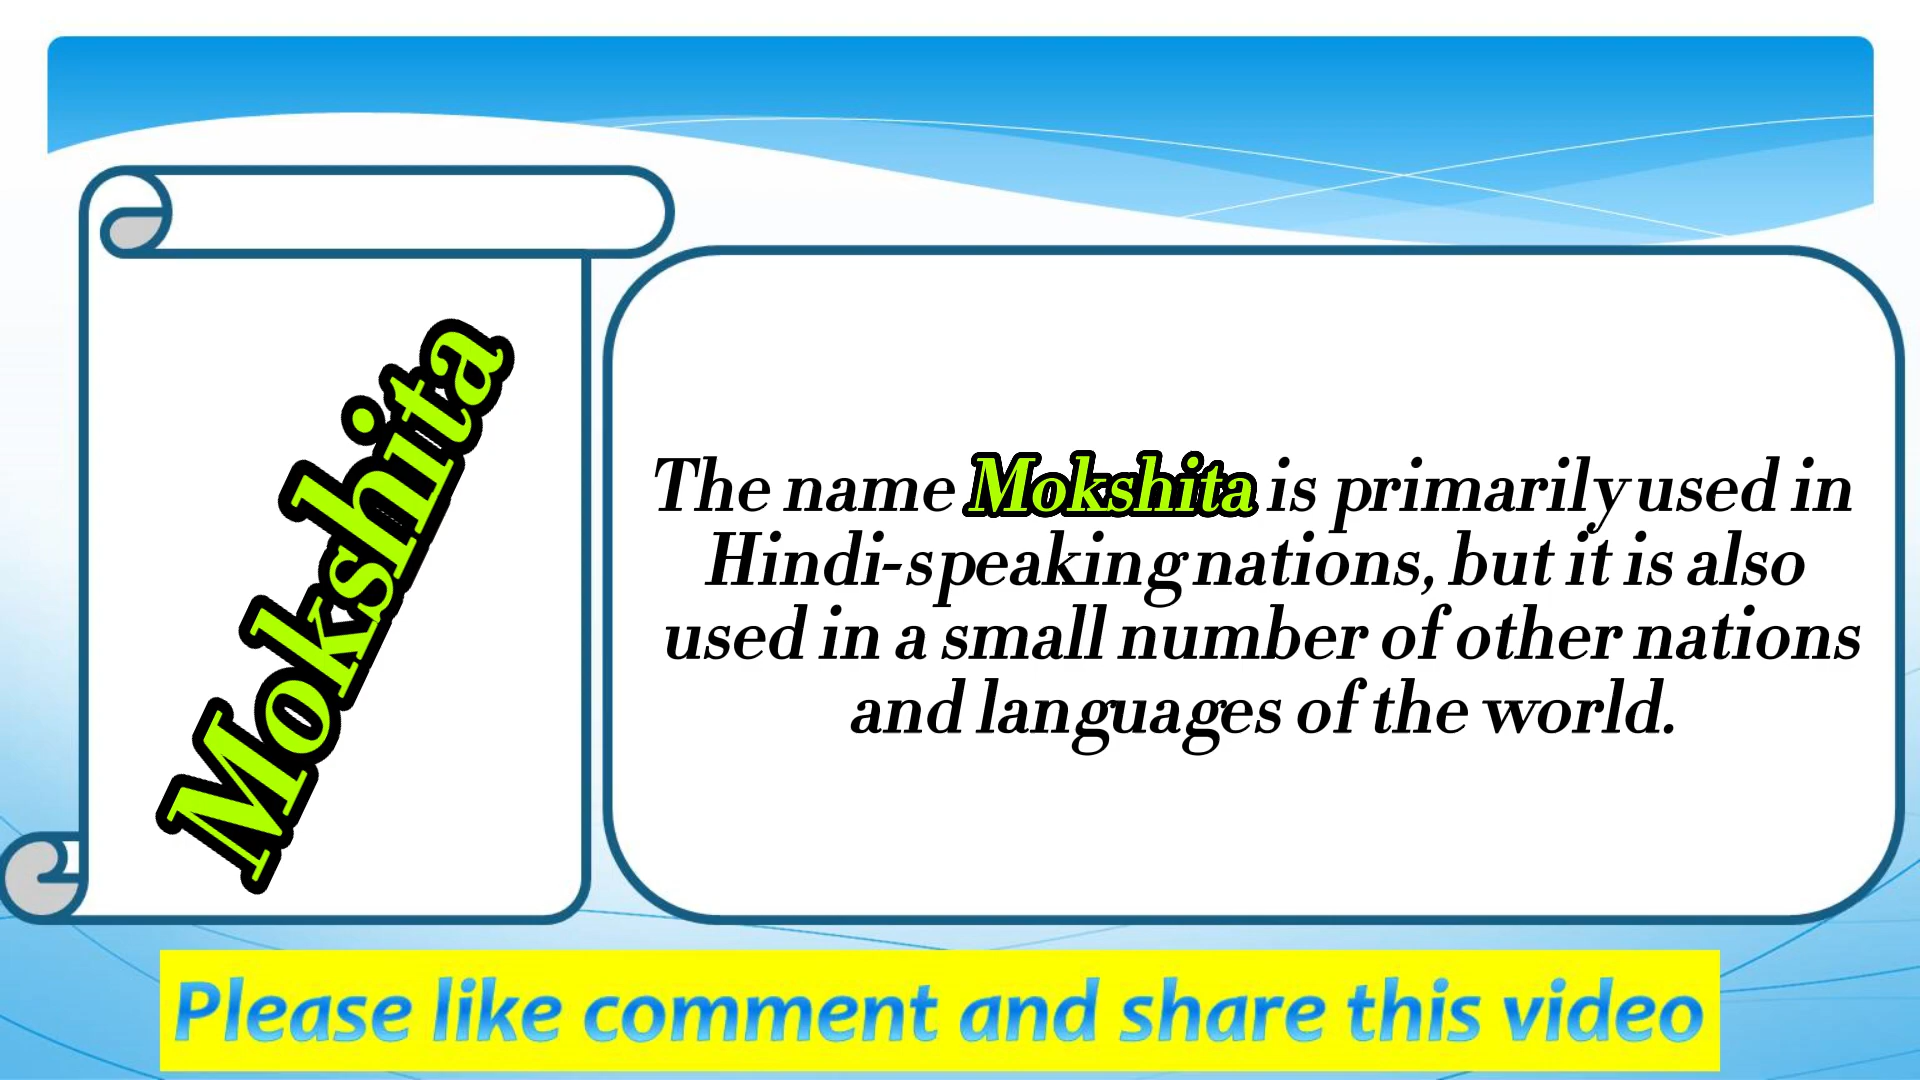 Mokshita
The name Mokshita is primarily used in
Hindi-speaking nations, but it is also
used in a small number of other nations
and languages of the world.
Please like comment and share this video